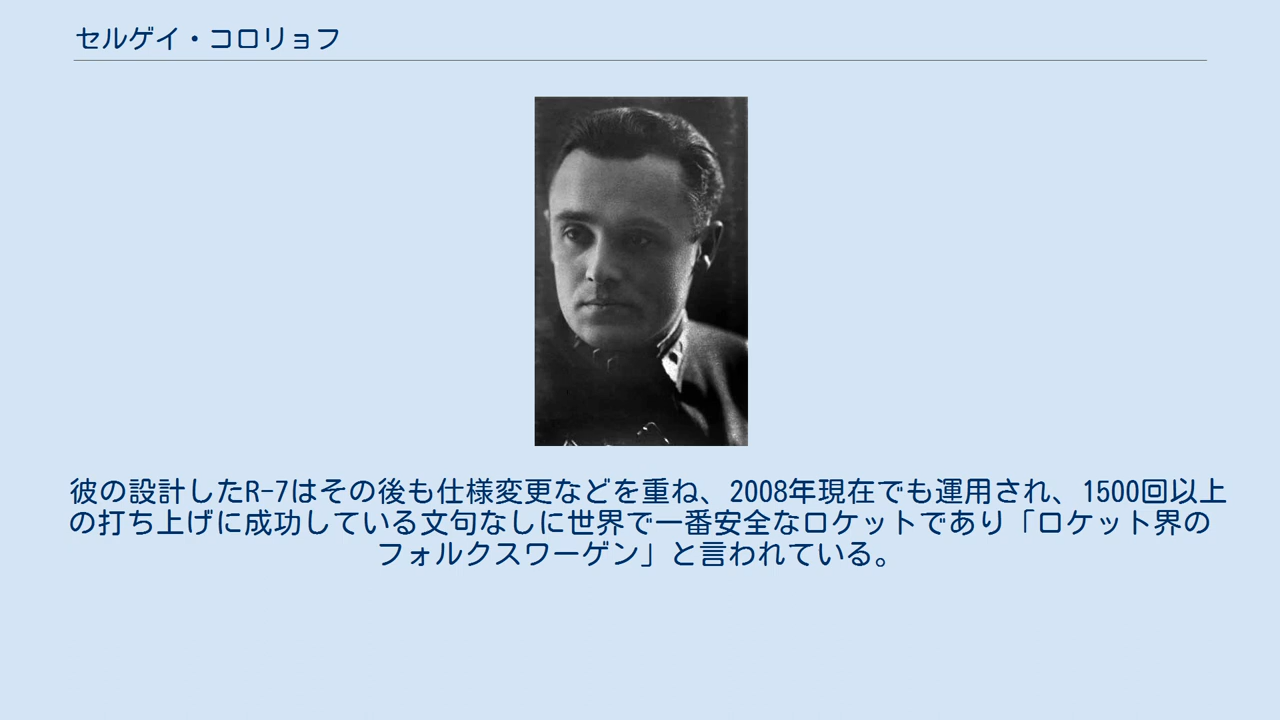 セルゲイ・コロリョフ
彼の設計したR-7はその後も仕様変更などを重ね、2008年現在でも運用され、1500回以上
の打ち上げに成功している文句なしに世界で一番安全なロケットであり「ロケット界の
フォルクスワーゲン」と言われている。